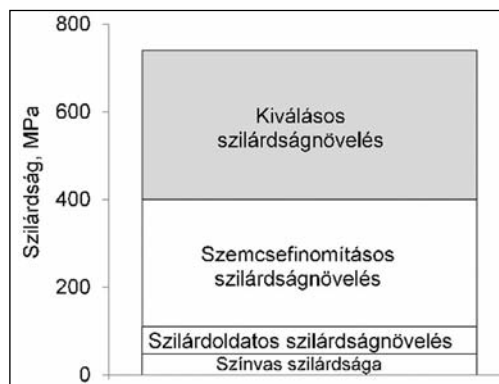 800
600
400
200
0
Szilárdság, MPa
Kiválásos
szilárdságnövelés
Szemcsefinomításos
szilárdságnövelés
Szilárdoldatos szilárdságnövelés
Színvas szilárdsága